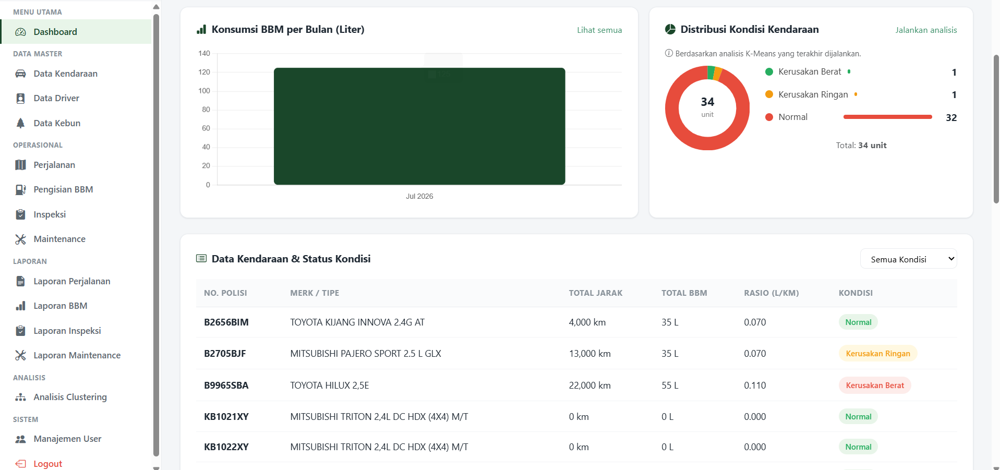 MENU UTAMA
Dashboard
DATA MASTER
Data Kendaraan
Data Driver
Data Kebun
OPERASIONAL
Perjalanan
Pengisian BBM
Inspeksi
Maintenance
LAPORAN
Laporan Perjalanan
Laporan BBM
Laporan Inspeksi
Laporan Maintenance
ANALISIS
Analisis Clustering
SISTEM
Manajemen User
Logout
Konsumsi BBM per Bulan (Liter)
Lihat semua
140
120
100
80
60
40
20
0
125
Jul 2026
Distribusi Kondisi Kendaraan
Jalankan analisis
Berdasarkan analisis K-Means yang terakhir dijalankan.
34
unit
Kerusakan Berat 1
Kerusakan Ringan 1
Normal 32
Total: 34 unit
Data Kendaraan & Status Kondisi
Semua Kondisi
NO. POLISI MERK / TIPE TOTAL JARAK TOTAL BBM RASIO (L/KM) KONDISI
B2656BIM TOYOTA KIJANG INNOVA 2.4G AT 4,000 km 35 L 0.070 Normal
B2705BJF MITSUBISHI PAJERO SPORT 2.5 L GLX 13,000 km 35 L 0.070 Kerusakan Ringan
B9965SBA TOYOTA HILUX 2,5E 22,000 km 55 L 0.110 Kerusakan Berat
KB1021XY MITSUBISHI TRITON 2,4L DC HDX (4X4) M/T 0 km 0 L 0.000 Normal
KB1022XY MITSUBISHI TRITON 2,4L DC HDX (4X4) M/T 0 km 0 L 0.000 Normal